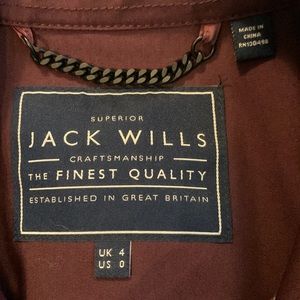 MADE IN
CHINA
SUPERIOR
JACK WILLS
CRAFTSMANSHIP
THE FINEST QUALITY
ESTABLISHED IN GREAT BRITAIN
UK 4
US 0